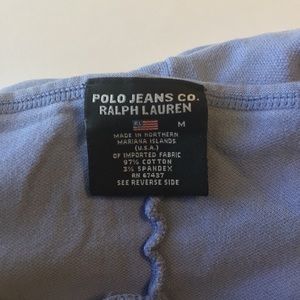 POLO JEANS CO.
RALPH LAUREN
M
MADE IN NORTHERN
MARIANA ISLANDS
(U.S.A.)
OF IMPORTED FABRIC
97% COTTON
3% SPANDEX
RN 67437
SEE REVERSE SIDE